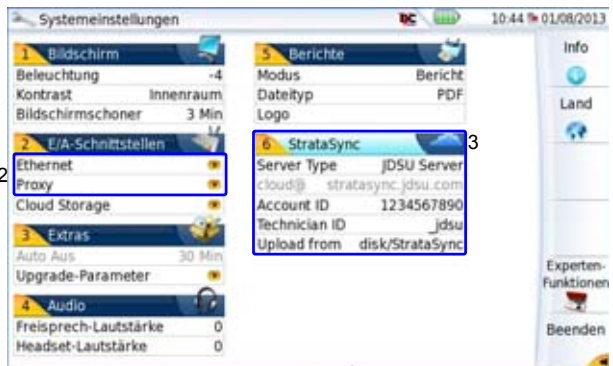 Systemeinstellungen DC 10:44 01/08/2013
1 Bildschirm
Beleuchtung -4
Kontrast Innenraum
Bildschirmschoner 3 Min
2 E/A-Schnittstellen
2
Ethernet
Proxy
Cloud Storage
3 Extras
Auto Aus 30 Min
Upgrade-Parameter
4 Audio
Freisprech-Lautstärke 0
Headset-Lautstärke 0
5 Berichte
Modus Bericht
Dateityp PDF
Logo
6 StrataSync
3
Server Type JDSU Server
cloud@ stratasync.jdsu.com
Account ID 1234567890
Technician ID _jdsu
Upload from disk/StrataSync
Info
Land
Experten-
Funktionen
Beenden